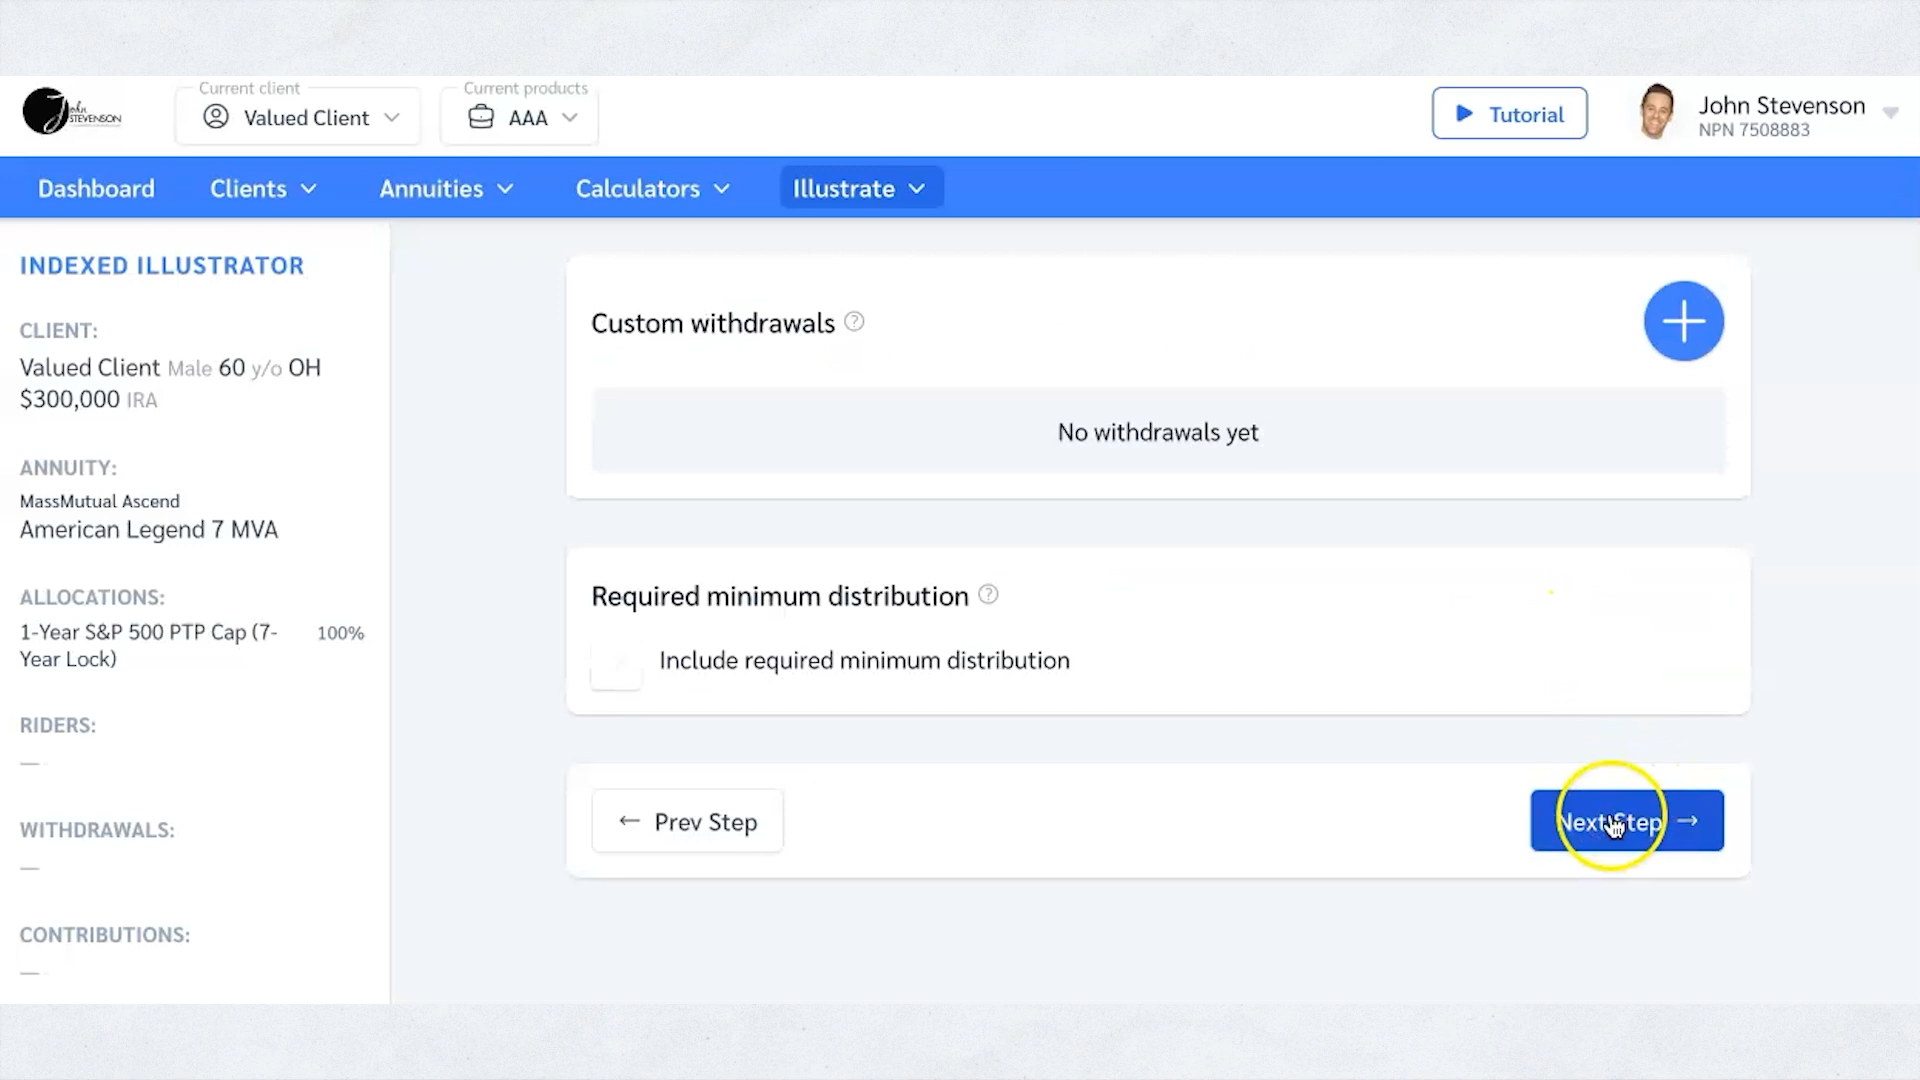 John
STEVENSON
Current client
Valued Client
Current products
AAA
Tutorial
John Stevenson
NPN 7508883
Dashboard
Clients
Annuities
Calculators
Illustrate
INDEXED ILLUSTRATOR
CLIENT:
Valued Client Male 60 y/o OH
$300,000 IRA
ANNUITY:
MassMutual Ascend
American Legend 7 MVA
ALLOCATIONS:
1-Year S&P 500 PTP Cap (7-
Year Lock)
100%
RIDERS:
—
WITHDRAWALS:
—
CONTRIBUTIONS:
—
Custom withdrawals ?
No withdrawals yet
Required minimum distribution ?
Include required minimum distribution
← Prev Step
Next Step →